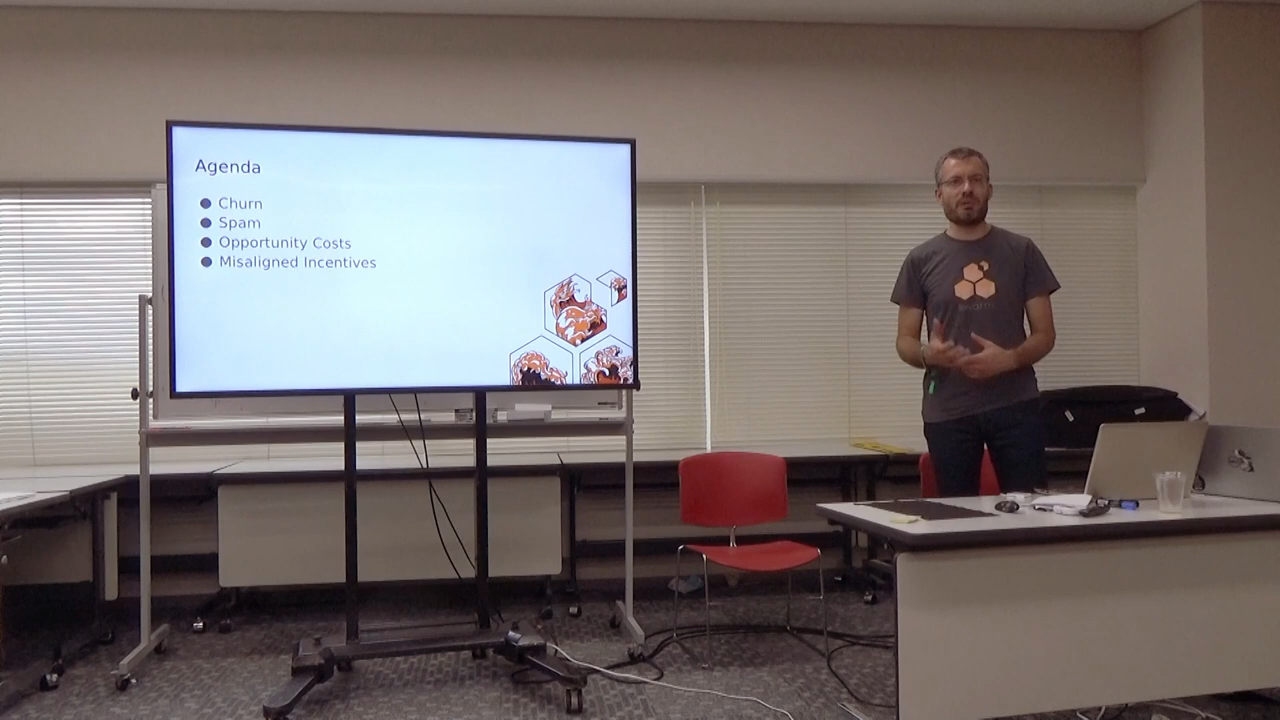 Agenda
● Churn
● Spam
● Opportunity Costs
● Misaligned Incentives